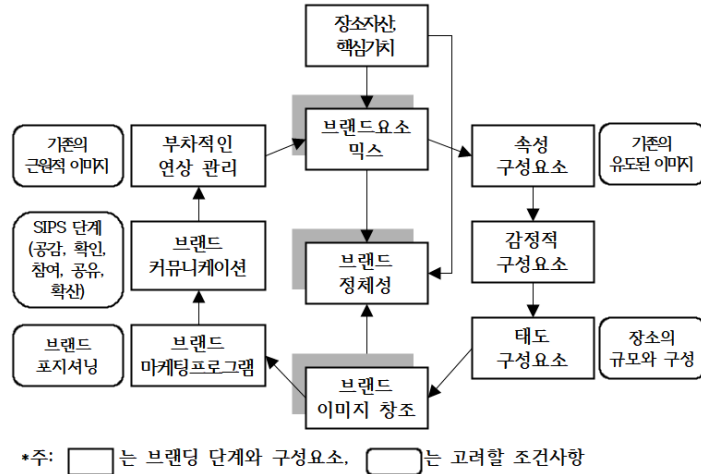 장소자산,
핵심가치
기존의
근원적 이미지
부차적인
연상 관리
브랜드요소
믹스
속성
구성요소
기존의
유도된 이미지
SIPS 단계
(공감, 확인,
참여, 공유,
확산)
브랜드
커뮤니케이션
브랜드
정체성
감정적
구성요소
브랜드
포지셔닝
브랜드
마케팅프로그램
브랜드
이미지 창조
태도
구성요소
장소의
규모와 구성
*주: 는 브랜딩 단계와 구성요소, 는 고려할 조건사항